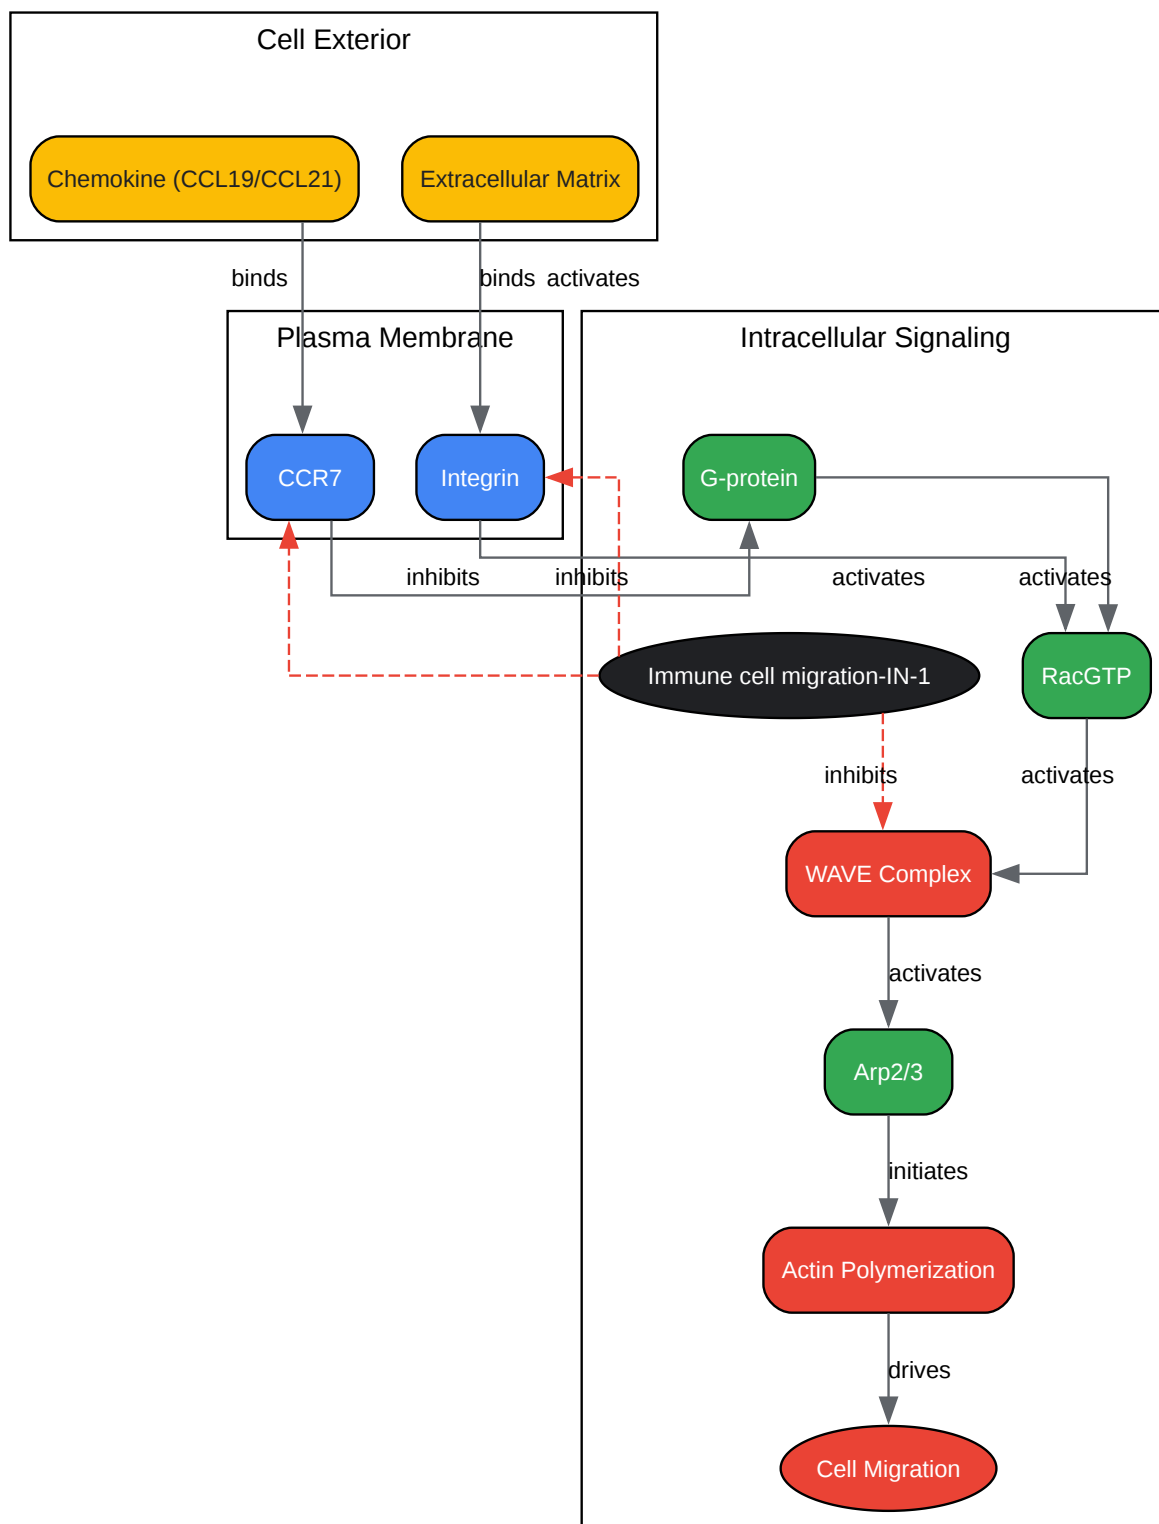 Cell Exterior
Chemokine (CCL19/CCL21)
Extracellular Matrix
binds
binds
activates
Plasma Membrane
Intracellular Signaling
CCR7
Integrin
G-protein
inhibits
inhibits
activates
activates
Immune cell migration-IN-1
RacGTP
inhibits
activates
WAVE Complex
activates
Arp2/3
initiates
Actin Polymerization
drives
Cell Migration